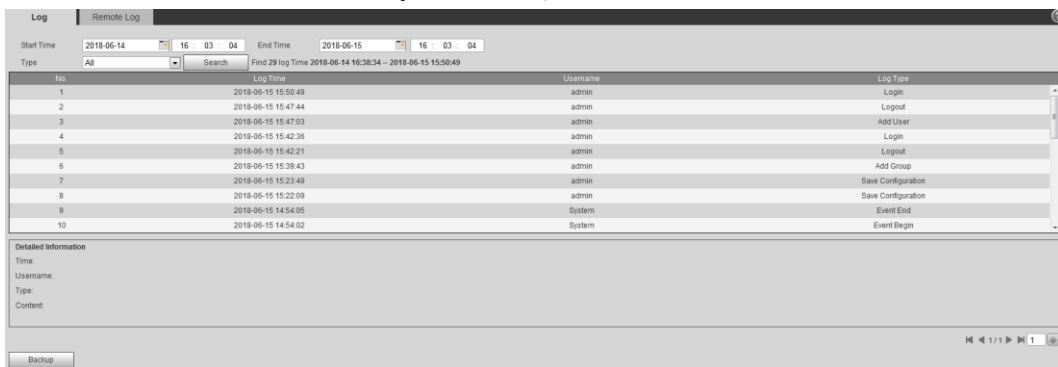 Log Remote Log
Start Time 2018-06-14 16 : 03 : 04 End Time 2018-06-15 16 : 03 : 04
Type All Search Find 29 log Time 2018-06-14 16:38:34 -- 2018-06-15 15:50:49
No. Log Time Username Log Type
1 2018-06-15 15:50:49 admin Login
2 2018-06-15 15:47:44 admin Logout
3 2018-06-15 15:47:03 admin Add User
4 2018-06-15 15:42:36 admin Login
5 2018-06-15 15:42:21 admin Logout
6 2018-06-15 15:39:43 admin Add Group
7 2018-06-15 15:23:49 admin Save Configuration
8 2018-06-15 15:22:09 admin Save Configuration
9 2018-06-15 14:54:05 System Event End
10 2018-06-15 14:54:02 System Event Begin
Detailed Information
Time:
Username:
Type:
Content:
1 / 1 1
Backup